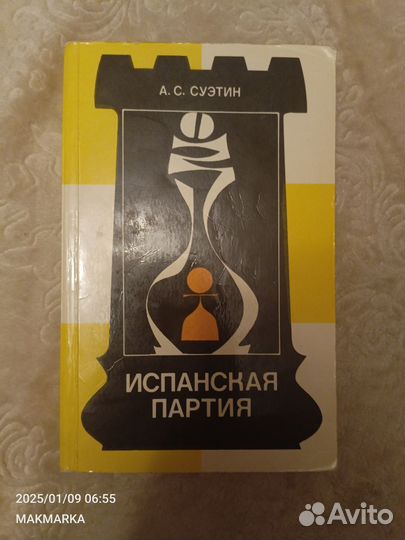 А. С. СУЭТИН
ИСПАНСКАЯ
ПАРТИЯ
2025/01/09 06:55
MAKMARKA
Avito